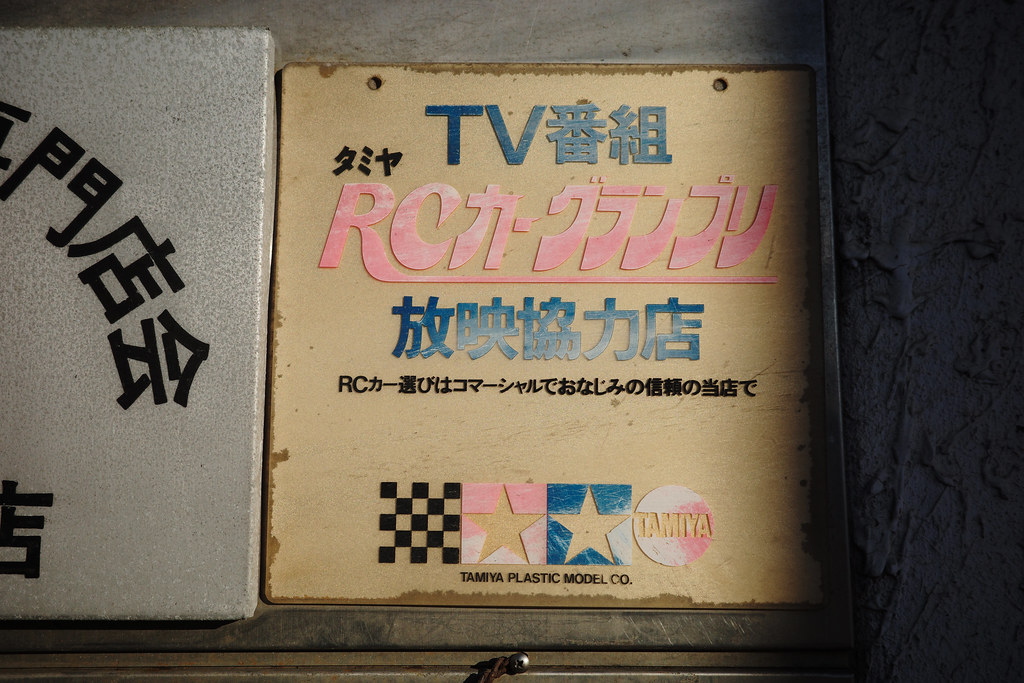 門店会
店
TV番組
タミヤ
RCカーグランプリ
放映協力店
RCカー選びはコマーシャルでおなじみの信頼の当店で
TAMIYA
TAMIYA PLASTIC MODEL CO.